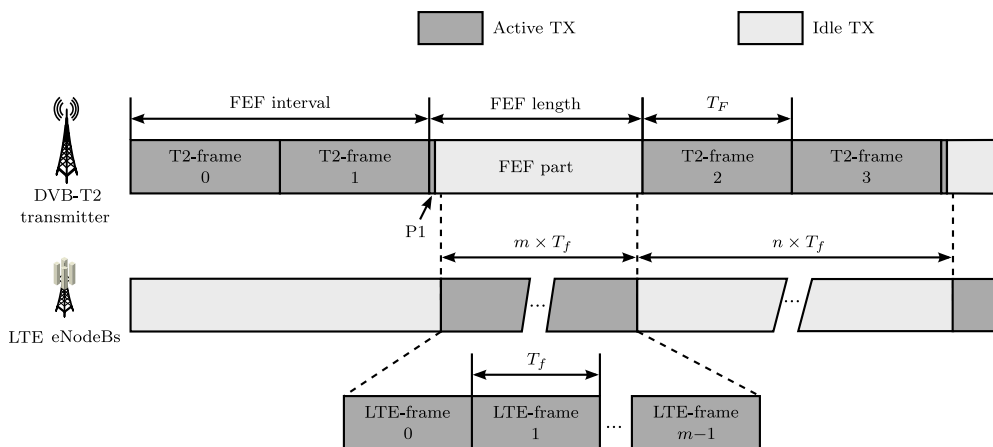 Active TX
Idle TX
FEF interval
FEF length
T_F
T2-frame
0
T2-frame
1
FEF part
T2-frame
2
T2-frame
3
DVB-T2
transmitter
P1
m × T_f
n × T_f
...
...
LTE eNodeBs
T_f
LTE-frame
0
LTE-frame
1
...
LTE-frame
m−1